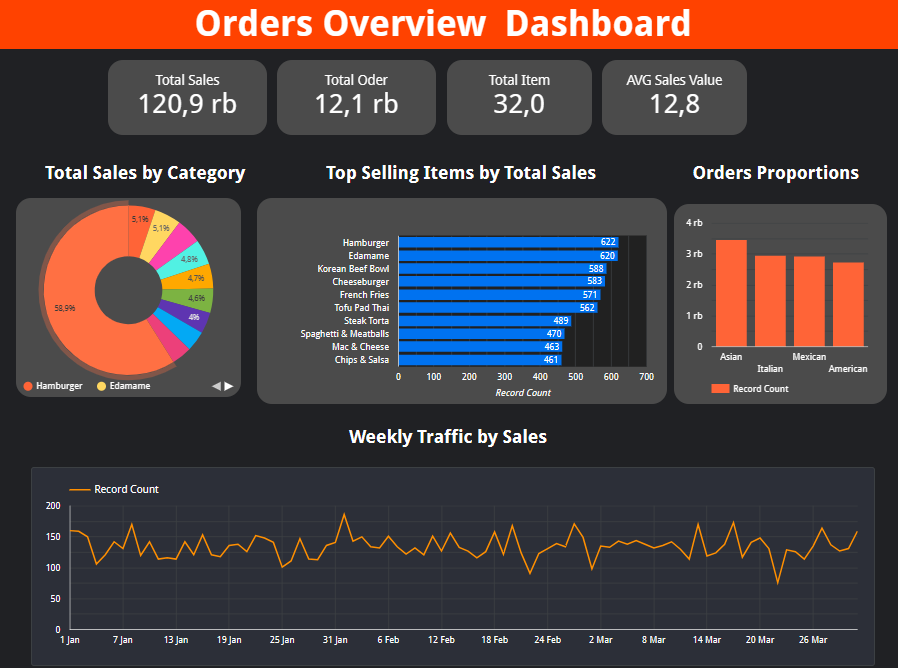 Orders Overview Dashboard
Total Sales
120,9 rb
Total Oder
12,1 rb
Total Item
32,0
AVG Sales Value
12,8
Total Sales by Category
5,1%
5,1%
4,8%
4,7%
4,6%
4%
58,9%
Hamburger
Edamame
Top Selling Items by Total Sales
Hamburger 622
Edamame 620
Korean Beef Bowl 588
Cheeseburger 583
French Fries 571
Tofu Pad Thai 562
Steak Torta 489
Spaghetti & Meatballs 470
Mac & Cheese 463
Chips & Salsa 461
0 100 200 300 400 500 600 700
Record Count
Orders Proportions
4 rb
3 rb
2 rb
1 rb
0
Asian Mexican
Italian American
Record Count
Weekly Traffic by Sales
Record Count
200
150
100
50
0
1 Jan 7 Jan 13 Jan 19 Jan 25 Jan 31 Jan 6 Feb 12 Feb 18 Feb 24 Feb 2 Mar 8 Mar 14 Mar 20 Mar 26 Mar